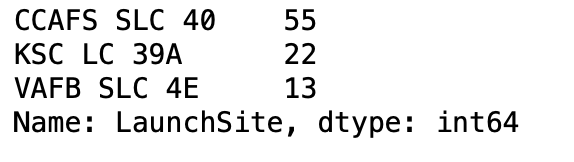 CCAFS SLC 40    55
KSC LC 39A      22
VAFB SLC 4E     13
Name: LaunchSite, dtype: int64